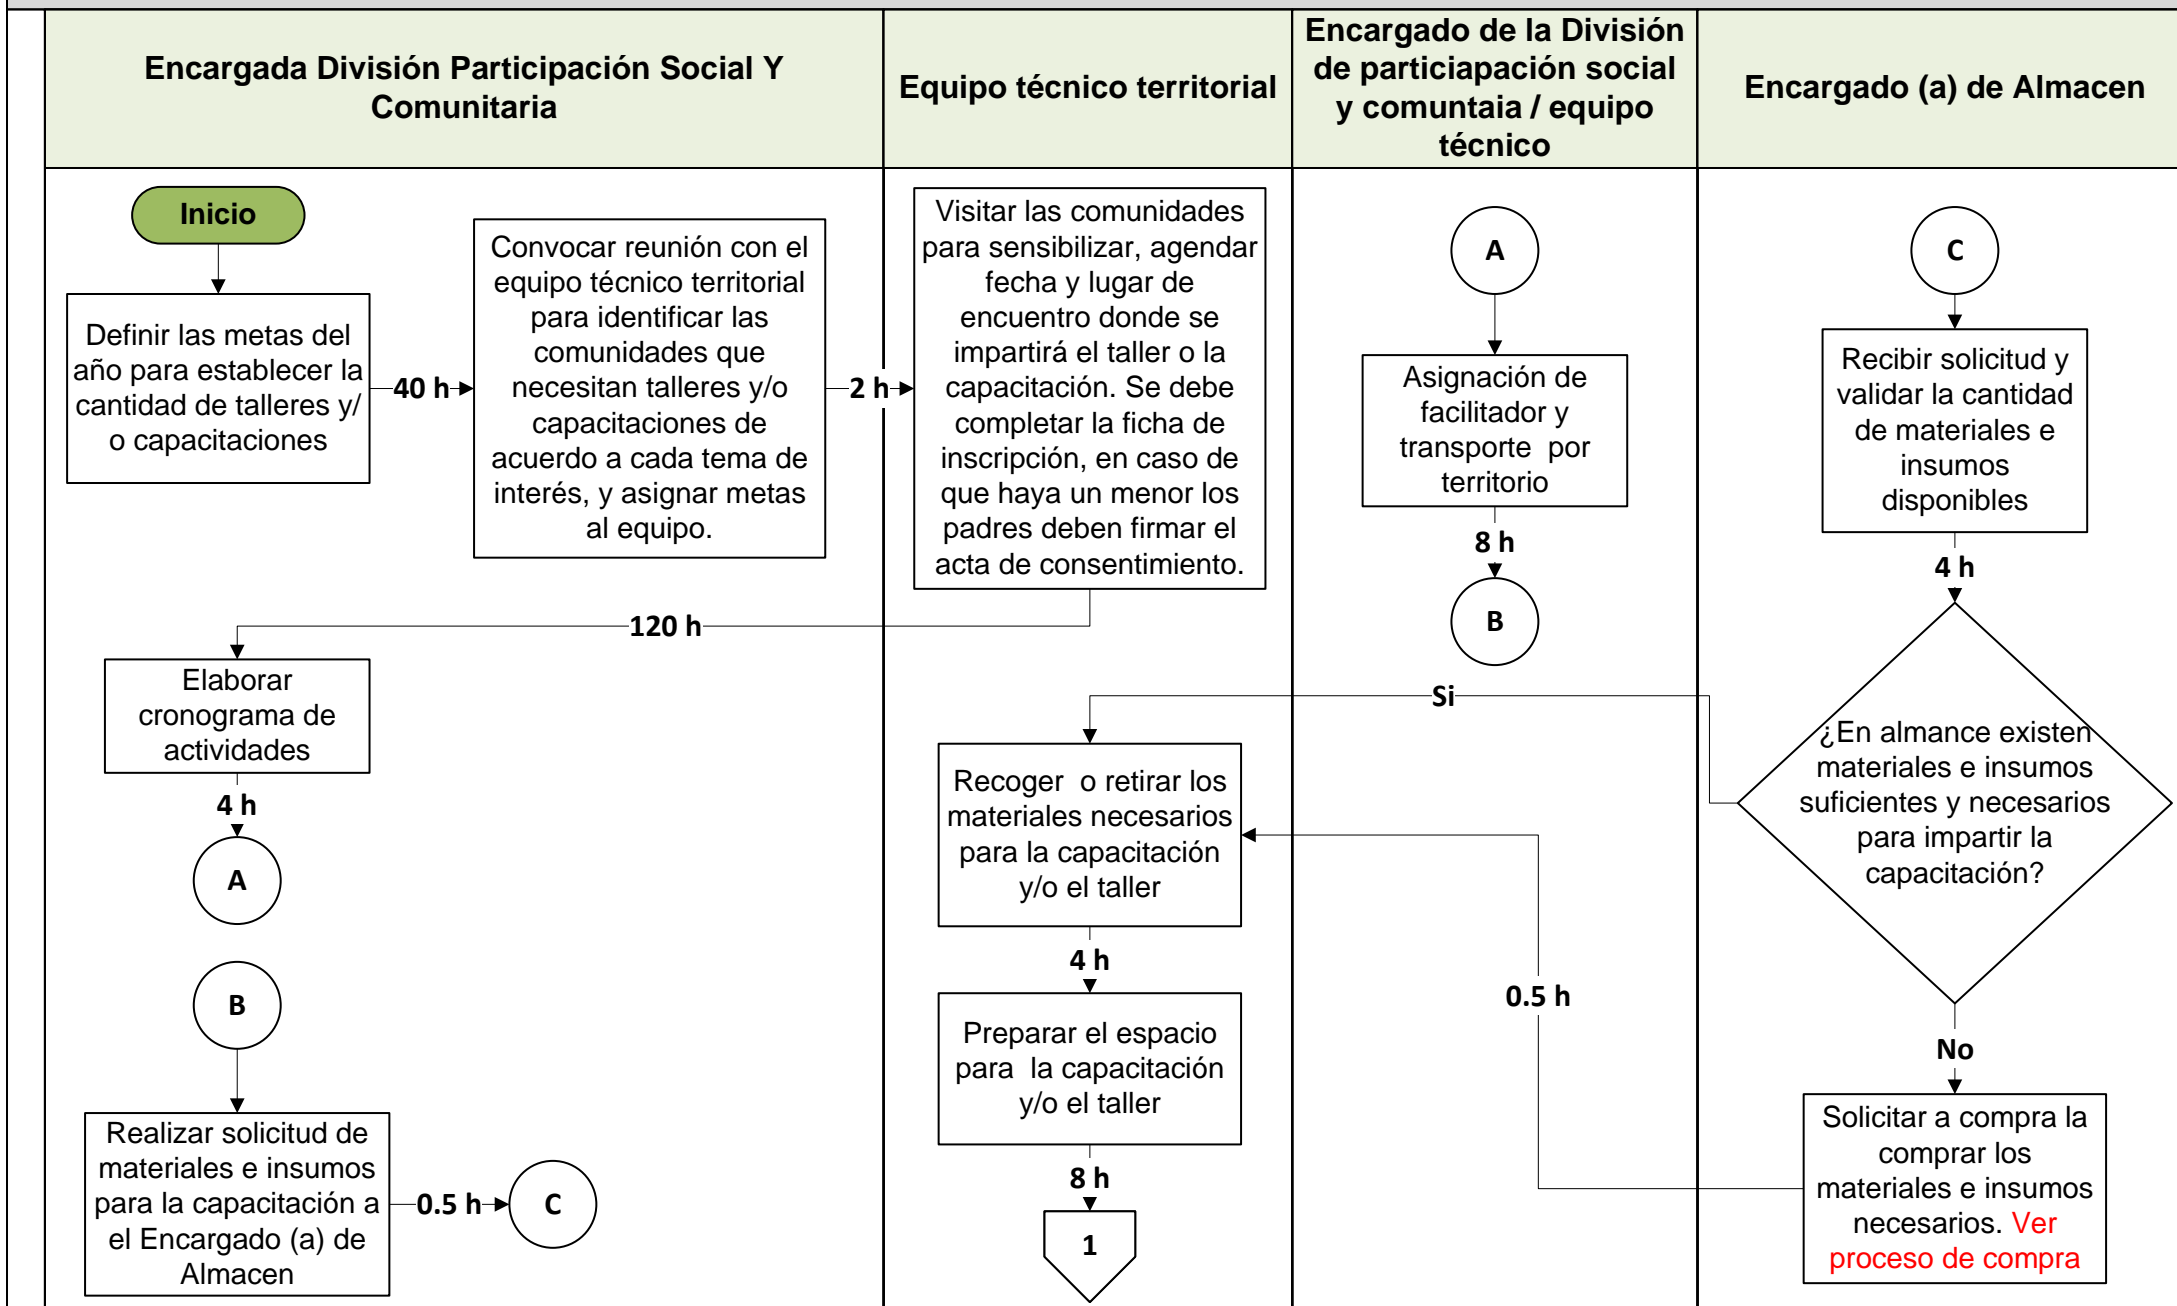 Encargada División Participación Social Y
Comunitaria
Equipo técnico territorial
Encargado de la División
de particiapación social
y comuntaia / equipo
técnico
Encargado (a) de Almacen
Inicio
Definir las metas del
año para establecer la
cantidad de talleres y/
o capacitaciones
40 h
Convocar reunión con el
equipo técnico territorial
para identificar las
comunidades que
necesitan talleres y/o
capacitaciones de
acuerdo a cada tema de
interés, y asignar metas
al equipo.
2 h
Visitar las comunidades
para sensibilizar, agendar
fecha y lugar de
encuentro donde se
impartirá el taller o la
capacitación. Se debe
completar la ficha de
inscripción, en caso de
que haya un menor los
padres deben firmar el
acta de consentimiento.
120 h
Elaborar
cronograma de
actividades
4 h
A
A
Asignación de
facilitador y
transporte  por
territorio
8 h
B
B
Realizar solicitud de
materiales e insumos
para la capacitación a
el Encargado (a) de
Almacen
0.5 h
C
C
Recibir solicitud y
validar la cantidad
de materiales e
insumos
disponibles
4 h
¿En almance existen
materiales e insumos
suficientes y necesarios
para impartir la
capacitación?
Si
No
Solicitar a compra la
comprar los
materiales e insumos
necesarios. Ver
proceso de compra
0.5 h
Recoger  o retirar los
materiales necesarios
para la capacitación
y/o el taller
4 h
Preparar el espacio
para  la capacitación
y/o el taller
8 h
1